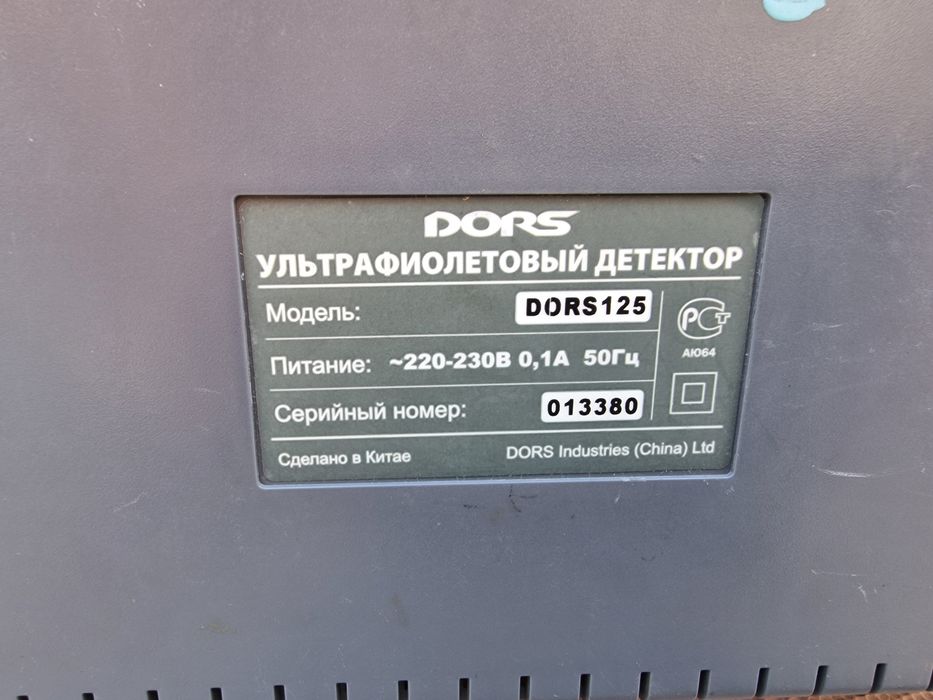 DORS
УЛЬТРАФИОЛЕТОВЫЙ ДЕТЕКТОР
Модель: DORS125
Питание: ~220-230В 0,1А 50Гц
Серийный номер: 013380
РСТ
АЮ64
Сделано в Китае DORS Industries (China) Ltd